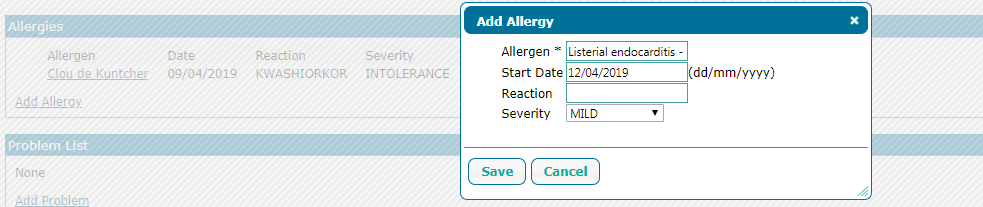 Allergies
Allergen Date Reaction Severity
Clou de Kuntcher 09/04/2019 KWASHIORKOR INTOLERANCE
Add Allergy
Problem List
None
Add Problem
Add Allergy ×
Allergen * Listerial endocarditis -
Start Date 12/04/2019 (dd/mm/yyyy)
Reaction
Severity MILD
Save Cancel